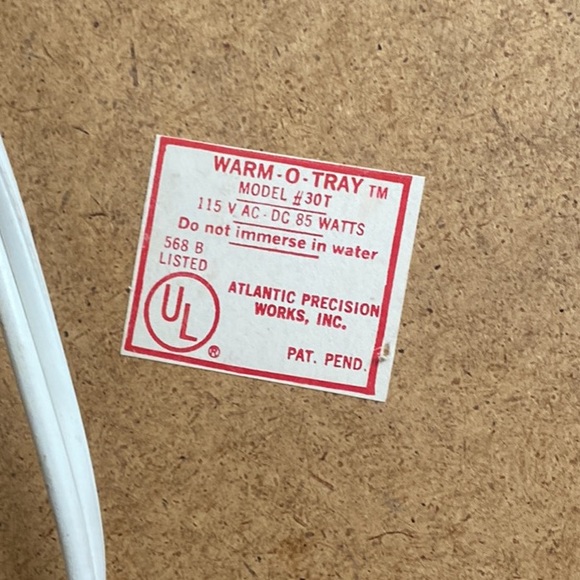 WARM-O-TRAY TM
MODEL #30T
115 V AC-DC 85 WATTS
Do not immerse in water
568 B
LISTED
UL
®
ATLANTIC PRECISION
WORKS, INC.
PAT. PEND.